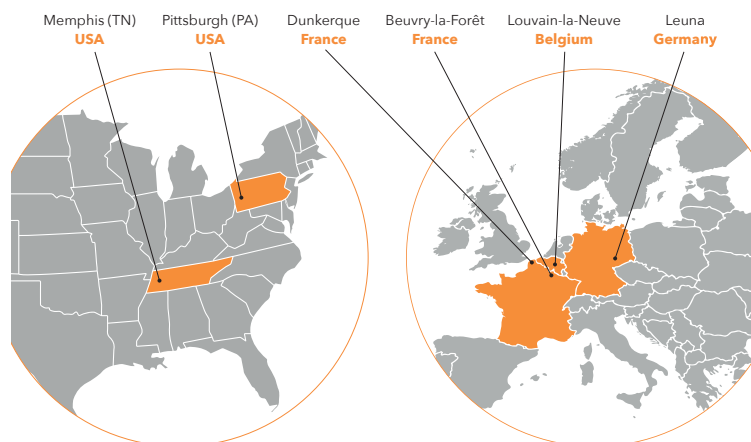 Memphis (TN)
USA
Pittsburgh (PA)
USA
Dunkerque
France
Beuvry-la-Forêt
France
Louvain-la-Neuve
Belgium
Leuna
Germany